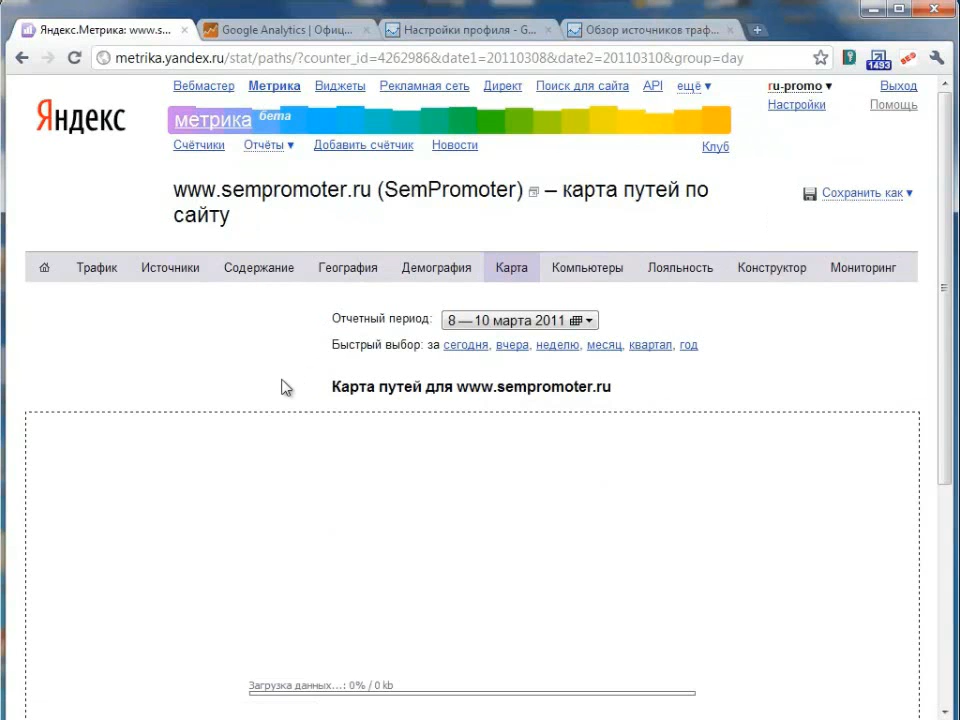 Яндекс.Метрика: www.s...
Google Analytics | Офиц...
Настройки профиля - G...
Обзор источников траф...
metrika.yandex.ru/stat/paths/?counter_id=4262986&date1=20110308&date2=20110310&group=day
1493
Вебмастер Метрика Виджеты Рекламная сеть Директ Поиск для сайта API ещё ▼ ru-promo ▼ Выход
Настройки Помощь
Яндекс
метрика бета
Счётчики Отчёты ▼ Добавить счётчик Новости Клуб
www.sempromoter.ru (SemPromoter) – карта путей по
сайту
Сохранить как ▼
Трафик Источники Содержание География Демография Карта Компьютеры Лояльность Конструктор Мониторинг
Отчетный период: 8 — 10 марта 2011
Быстрый выбор: за сегодня, вчера, неделю, месяц, квартал, год
Карта путей для www.sempromoter.ru
Загрузка данных...: 0% / 0 kb